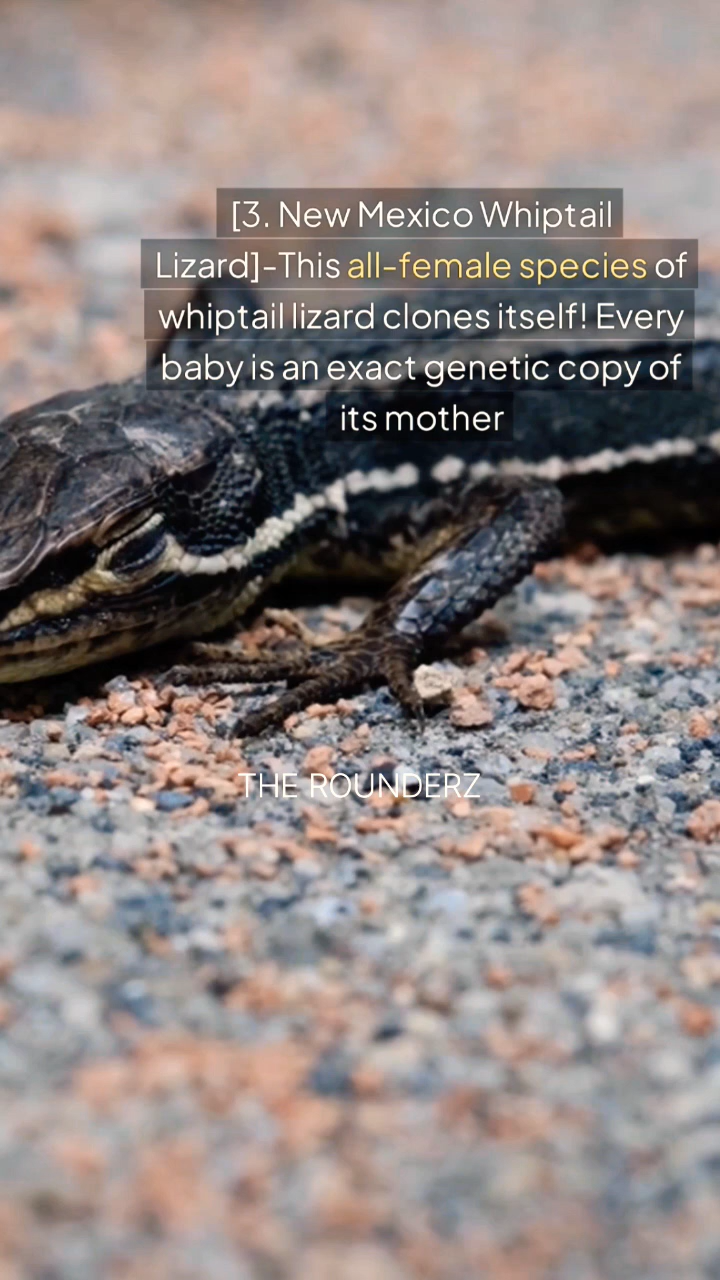 [3. New Mexico Whiptail
Lizard]-This all-female species of
whiptail lizard clones itself! Every
baby is an exact genetic copy of
its mother
THE ROUNDERZ